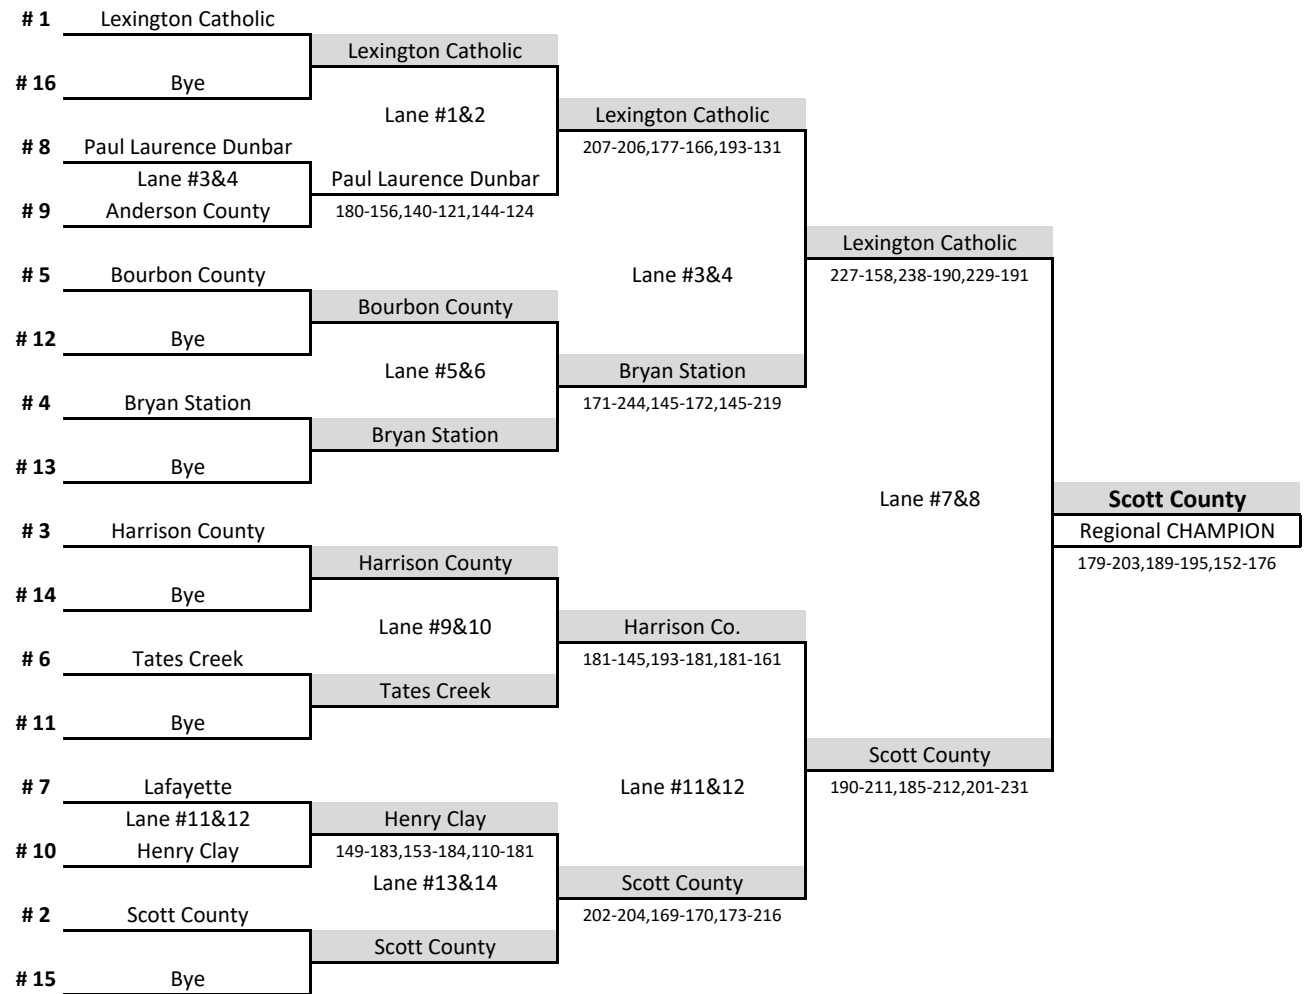 # 1 Lexington Catholic
Lexington Catholic
# 16 Bye
Lane #1&2 Lexington Catholic
# 8 Paul Laurence Dunbar 207-206,177-166,193-131
Lane #3&4 Paul Laurence Dunbar
# 9 Anderson County 180-156,140-121,144-124
Lexington Catholic
# 5 Bourbon County Lane #3&4 227-158,238-190,229-191
Bourbon County
# 12 Bye
Lane #5&6 Bryan Station
# 4 Bryan Station 171-244,145-172,145-219
Bryan Station
# 13 Bye
Lane #7&8 Scott County
# 3 Harrison County Regional CHAMPION
Harrison County 179-203,189-195,152-176
# 14 Bye
Lane #9&10 Harrison Co.
# 6 Tates Creek 181-145,193-181,181-161
Tates Creek
# 11 Bye
Scott County
# 7 Lafayette Lane #11&12 190-211,185-212,201-231
Lane #11&12 Henry Clay
# 10 Henry Clay 149-183,153-184,110-181
Lane #13&14 Scott County
# 2 Scott County 202-204,169-170,173-216
Scott County
# 15 Bye